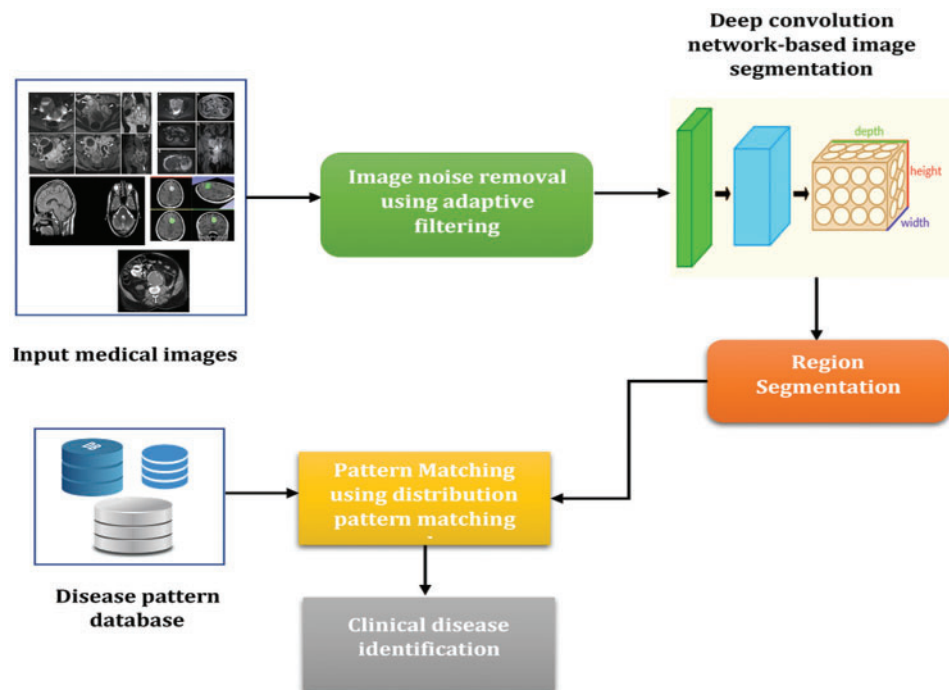 Deep convolution
network-based image
segmentation
depth
height
width
Image noise removal
using adaptive
filtering
Input medical images
Region
Segmentation
DB
Pattern Matching
using distribution
pattern matching
-
Disease pattern
database
Clinical disease
identification